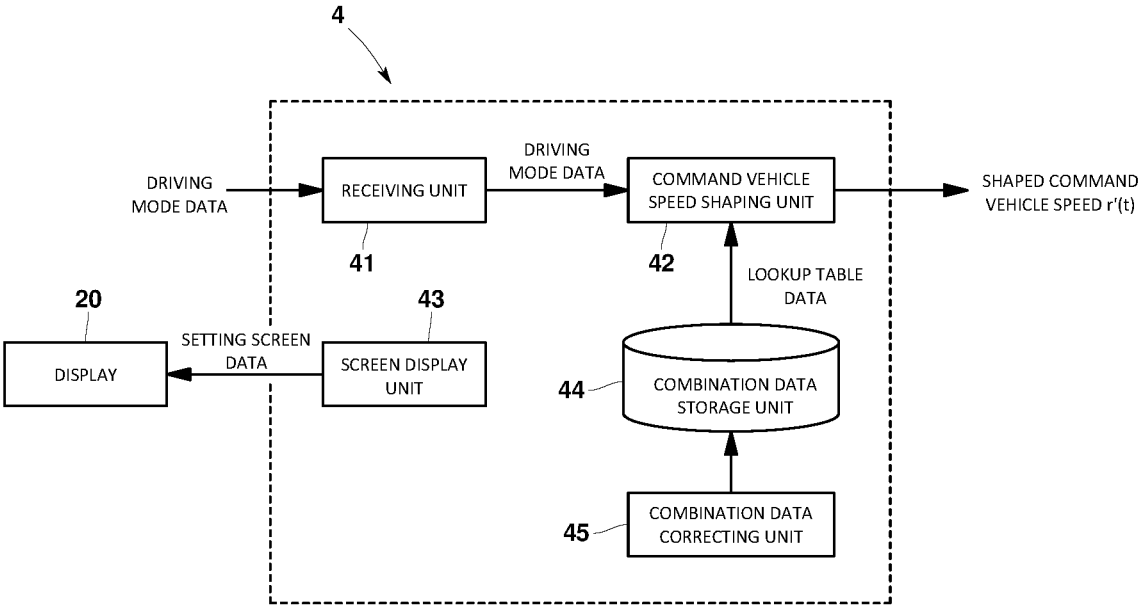 4
DRIVING
MODE DATA
RECEIVING UNIT
41
DRIVING
MODE DATA
COMMAND VEHICLE
SPEED SHAPING UNIT
42
SHAPED COMMAND
VEHICLE SPEED r'(t)
LOOKUP TABLE
DATA
20
DISPLAY
SETTING SCREEN
DATA
43
SCREEN DISPLAY
UNIT
44
COMBINATION DATA
STORAGE UNIT
45
COMBINATION DATA
CORRECTING UNIT